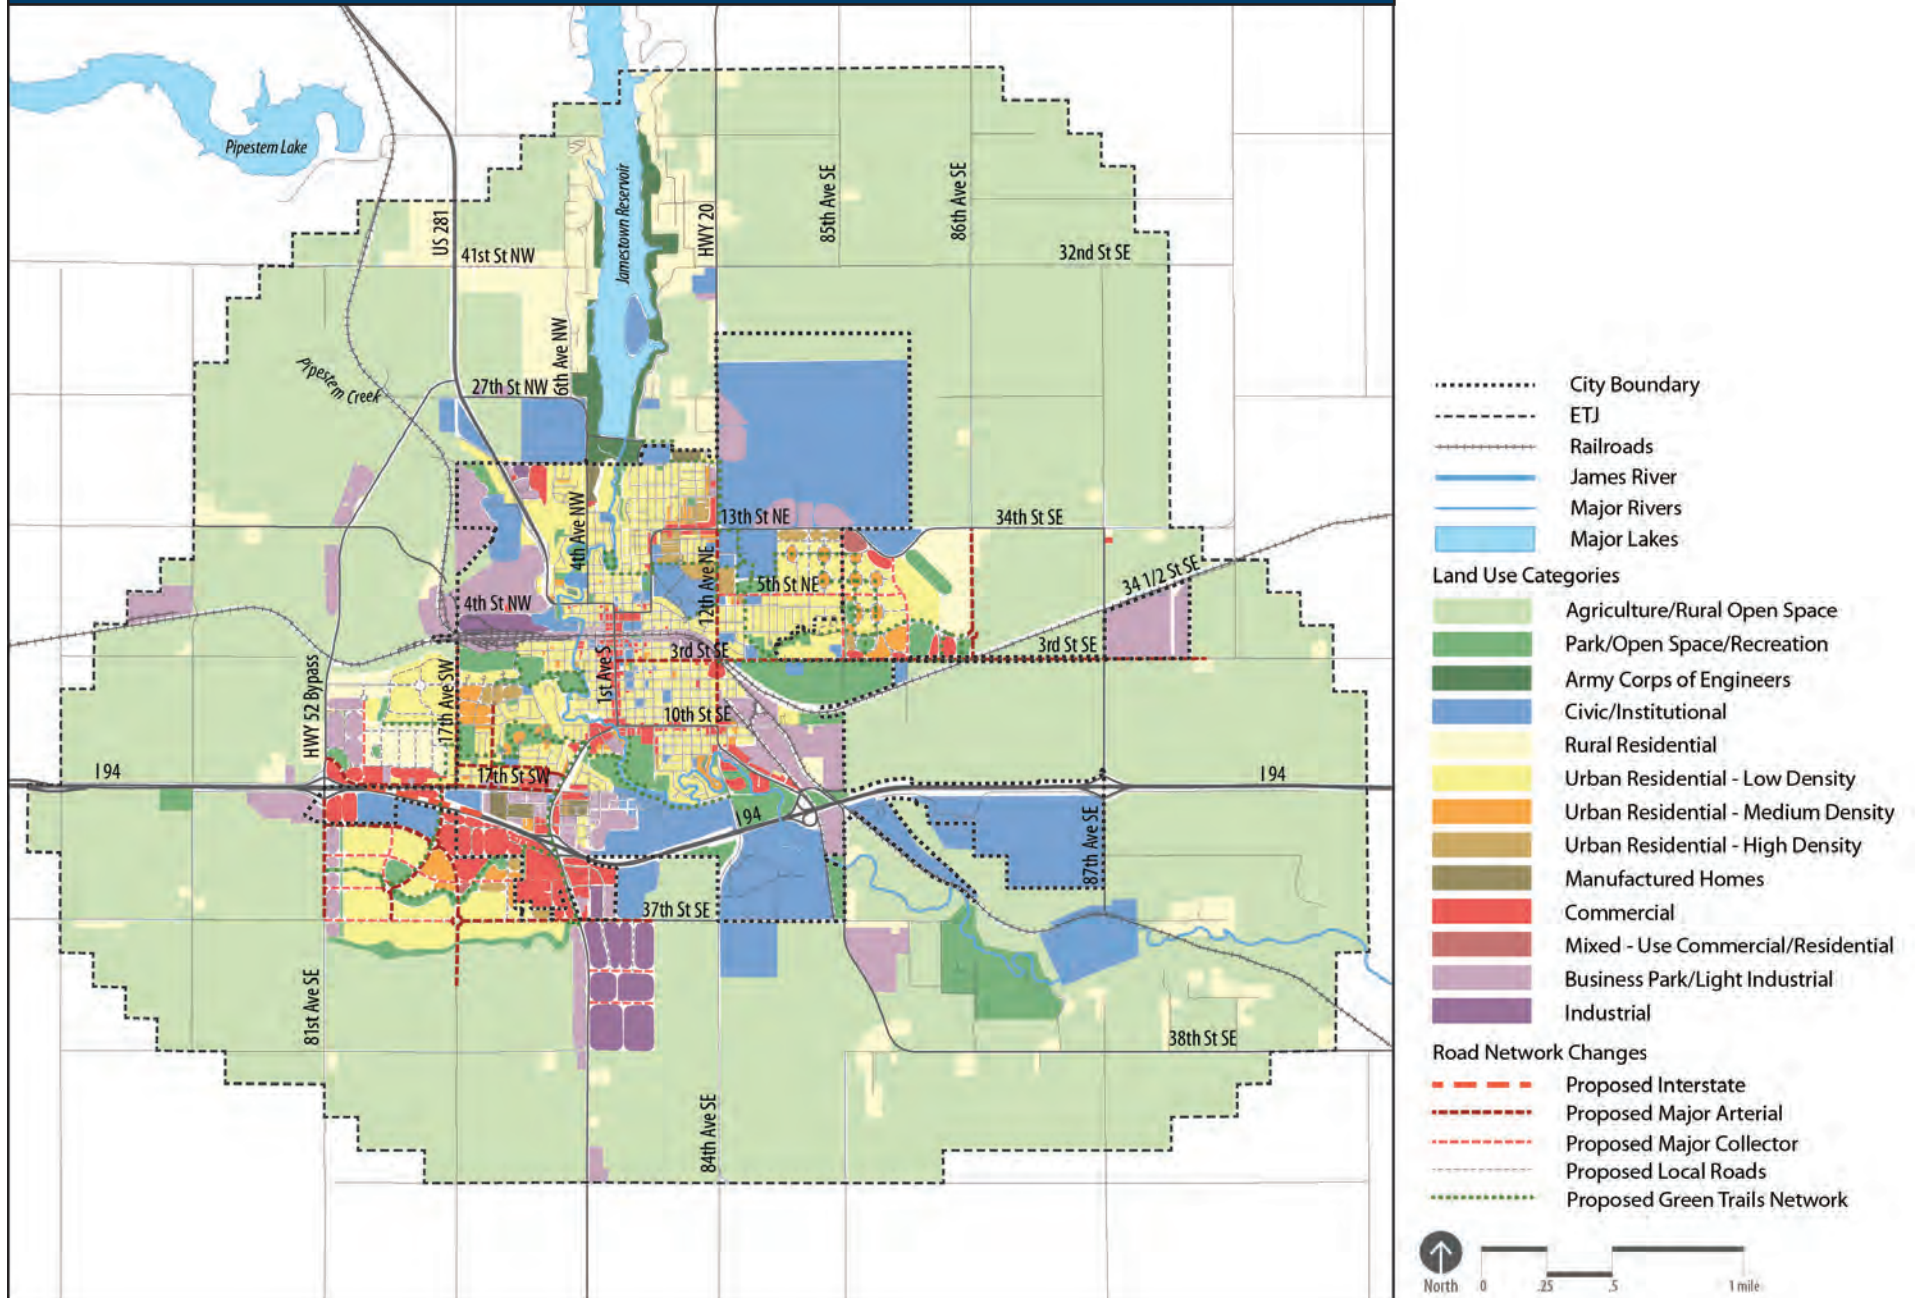 Pipestem Lake
Jamestown Reservoir
US 281
HWY 20
85th Ave SE
86th Ave SE
41st St NW
32nd St SE
6th Ave NW
Pipestem Creek
27th St NW
4th Ave NW
13th St NE
34th St SE
12th Ave NE
5th St NE
34 1/2 St SE
4th St NW
3rd St SE
3rd St SE
1st Ave S
HWY 52 Bypass
17th Ave SW
10th St SE
I 94
17th St SW
I 94
I 94
87th Ave SE
37th St SE
81st Ave SE
38th St SE
84th Ave SE
City Boundary
ETJ
Railroads
James River
Major Rivers
Major Lakes
Land Use Categories
Agriculture/Rural Open Space
Park/Open Space/Recreation
Army Corps of Engineers
Civic/Institutional
Rural Residential
Urban Residential - Low Density
Urban Residential - Medium Density
Urban Residential - High Density
Manufactured Homes
Commercial
Mixed - Use Commercial/Residential
Business Park/Light Industrial
Industrial
Road Network Changes
Proposed Interstate
Proposed Major Arterial
Proposed Major Collector
Proposed Local Roads
Proposed Green Trails Network
North 0 .25 .5 1 mile